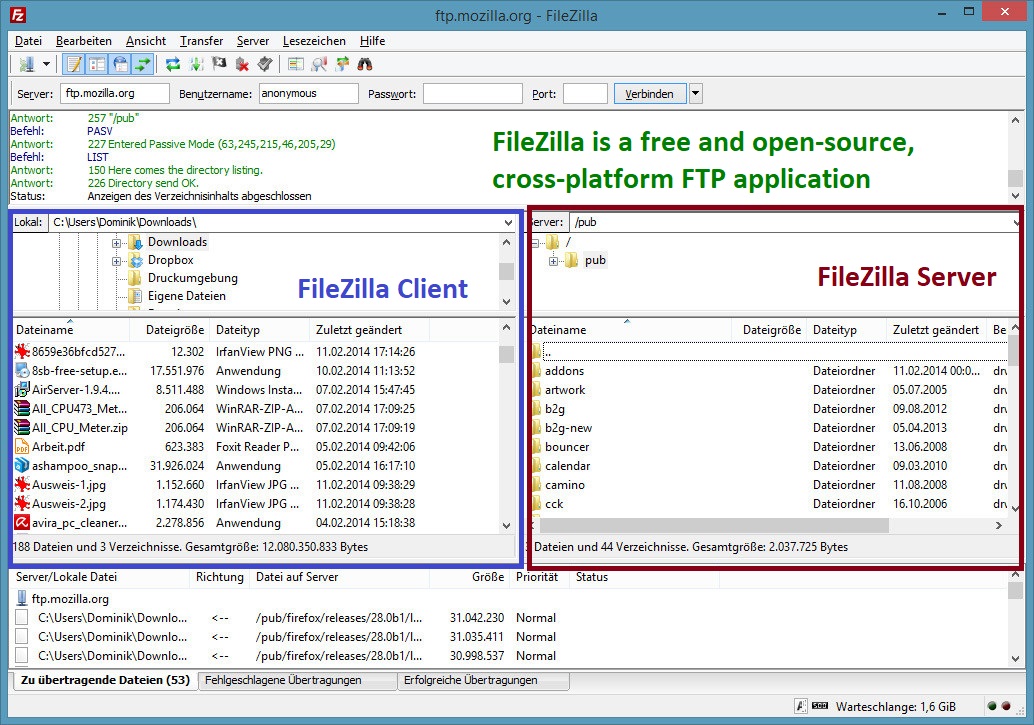 ftp.mozilla.org - FileZilla
Datei Bearbeiten Ansicht Transfer Server Lesezeichen Hilfe
Server: ftp.mozilla.org Benutzername: anonymous Passwort: Port: Verbinden
Antwort: 257 "/pub"
Befehl: PASV
Antwort: 227 Entered Passive Mode (63,245,215,46,205,29)
Befehl: LIST
Antwort: 150 Here comes the directory listing.
Antwort: 226 Directory send OK.
Status: Anzeigen des Verzeichnisinhalts abgeschlossen
FileZilla is a free and open-source,
cross-platform FTP application
Lokal: C:\Users\Dominik\Downloads\
Downloads
Dropbox
Druckumgebung
Eigene Dateien
FileZilla Client
Dateiname Dateigröße Dateityp Zuletzt geändert
8659e36bfcd527... 12.302 IrfanView PNG ... 11.02.2014 17:14:26
8sb-free-setup.e... 17.551.976 Anwendung 10.02.2014 11:13:52
AirServer-1.9.4.... 8.511.488 Windows Insta... 07.02.2014 15:47:45
All_CPU473_Met... 206.064 WinRAR-ZIP-A... 07.02.2014 17:09:25
All_CPU_Meter.zip 206.064 WinRAR-ZIP-A... 07.02.2014 17:09:19
Arbeit.pdf 623.383 Foxit Reader P... 05.02.2014 09:42:06
ashampoo_snap... 31.926.024 Anwendung 05.02.2014 16:17:10
Ausweis-1.jpg 1.152.660 IrfanView JPG ... 11.02.2014 09:38:29
Ausweis-2.jpg 1.174.430 IrfanView JPG ... 11.02.2014 09:38:28
avira_pc_cleaner... 2.278.856 Anwendung 04.02.2014 15:18:38
188 Dateien und 3 Verzeichnisse. Gesamtgröße: 12.080.350.833 Bytes
Server: /pub
/
pub
FileZilla Server
Dateiname Dateigröße Dateityp Zuletzt geändert Be
..
addons Dateiordner 11.02.2014 00:0... drv
artwork Dateiordner 05.07.2005 drv
b2g Dateiordner 09.08.2012 drv
b2g-new Dateiordner 05.04.2013 drv
bouncer Dateiordner 13.06.2008 drv
calendar Dateiordner 09.03.2010 drv
camino Dateiordner 11.08.2008 drv
cck Dateiordner 16.10.2006 drv
Dateien und 44 Verzeichnisse. Gesamtgröße: 2.037.725 Bytes
Server/Lokale Datei Richtung Datei auf Server Größe Priorität Status
ftp.mozilla.org
C:\Users\Dominik\Downlo... <-- /pub/firefox/releases/28.0b1/l... 31.042.230 Normal
C:\Users\Dominik\Downlo... <-- /pub/firefox/releases/28.0b1/l... 31.035.411 Normal
C:\Users\Dominik\Downlo... <-- /pub/firefox/releases/28.0b1/l... 30.998.537 Normal
Zu übertragende Dateien (53) Fehlgeschlagene Übertragungen Erfolgreiche Übertragungen
Warteschlange: 1,6 GiB